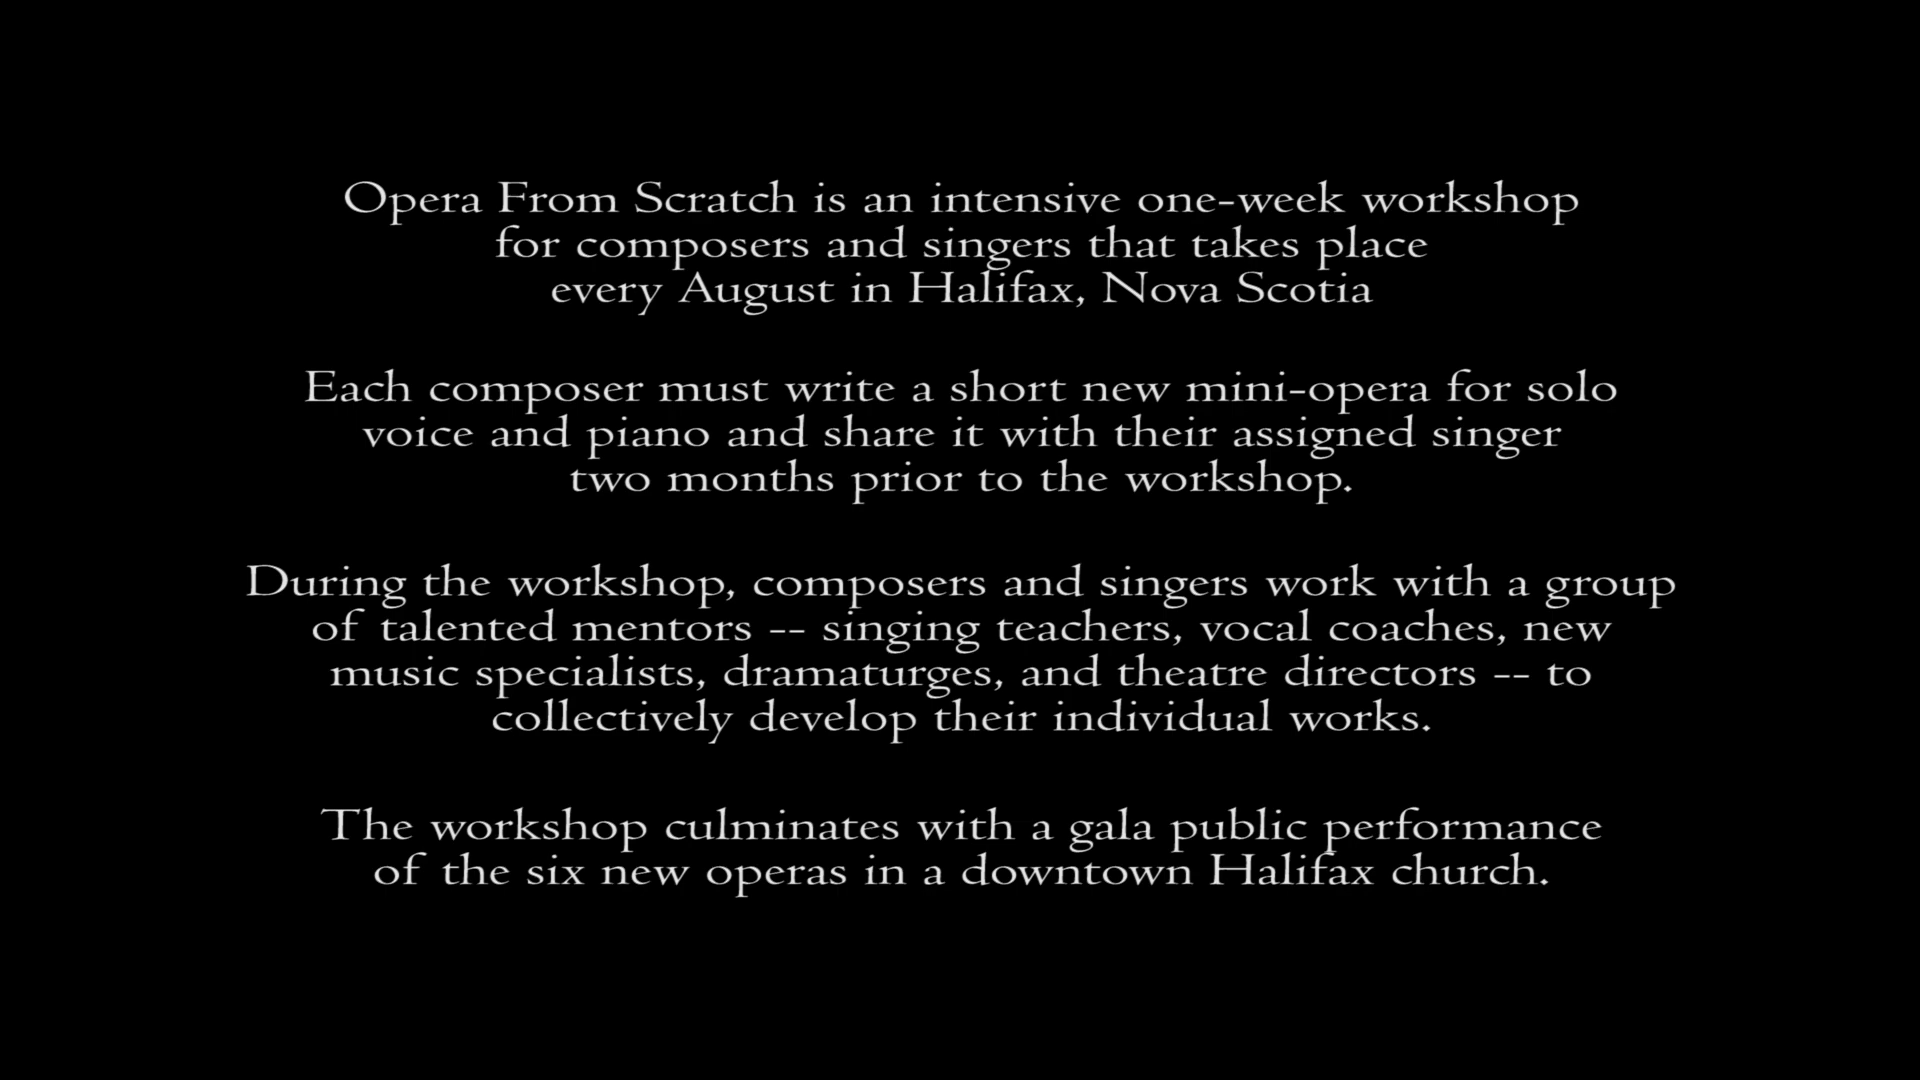 Opera From Scratch is an intensive one-week workshop
for composers and singers that takes place
every August in Halifax, Nova Scotia
Each composer must write a short new mini-opera for solo
voice and piano and share it with their assigned singer
two months prior to the workshop.
During the workshop, composers and singers work with a group
of talented mentors -- singing teachers, vocal coaches, new
music specialists, dramaturges, and theatre directors -- to
collectively develop their individual works.
The workshop culminates with a gala public performance
of the six new operas in a downtown Halifax church.